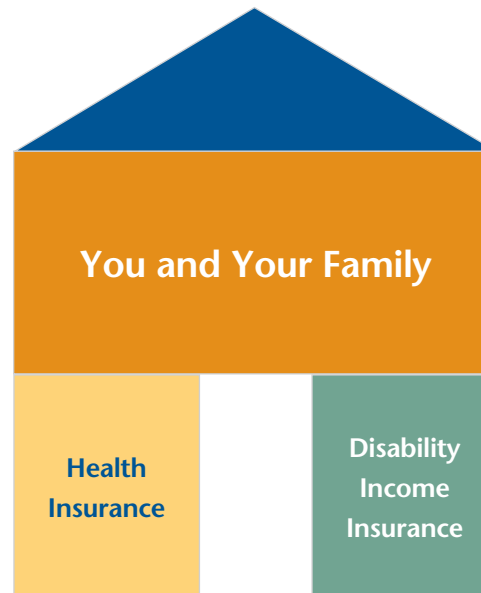 You and Your Family
Health
Insurance
Disability
Income
Insurance